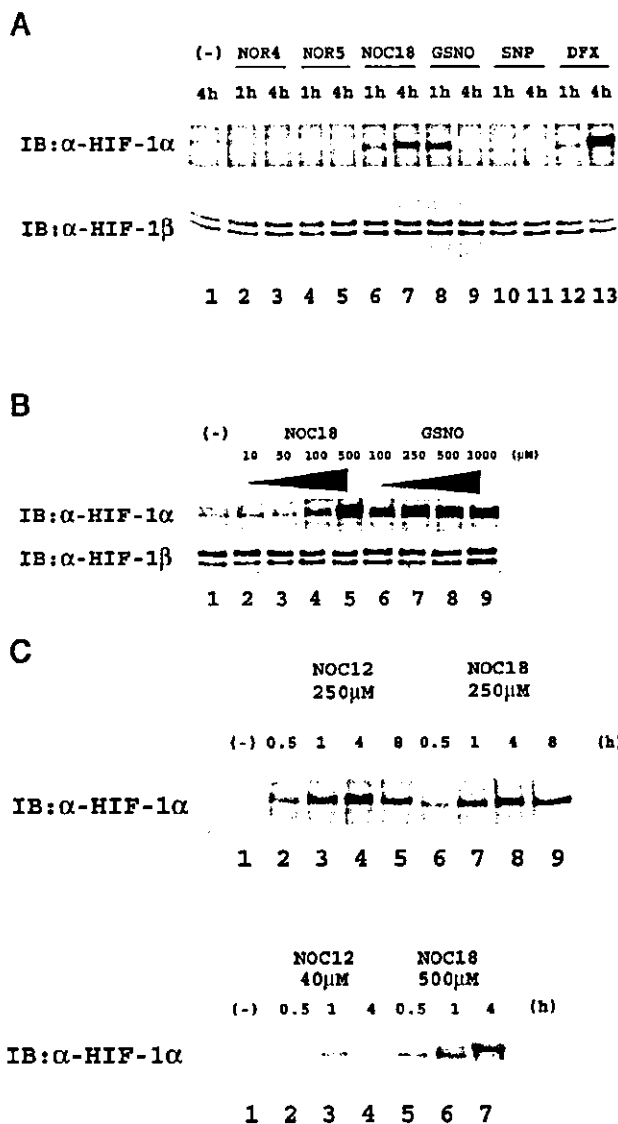 A
(-) NOR4 NOR5 NOC18 GSNO SNP DFX
4h 1h 4h 1h 4h 1h 4h 1h 4h 1h 4h 1h 4h
IB:α-HIF-1α
IB:α-HIF-1β
1 2 3 4 5 6 7 8 9 10 11 12 13
B
(-) NOC18 GSNO
10 50 100 500 100 250 500 1000 (μM)
IB:α-HIF-1α
IB:α-HIF-1β
1 2 3 4 5 6 7 8 9
C
NOC12 NOC18
250μM 250μM
(-) 0.5 1 4 8 0.5 1 4 8 (h)
IB:α-HIF-1α
1 2 3 4 5 6 7 8 9
NOC12 NOC18
40μM 500μM
(-) 0.5 1 4 0.5 1 4 (h)
IB:α-HIF-1α
1 2 3 4 5 6 7